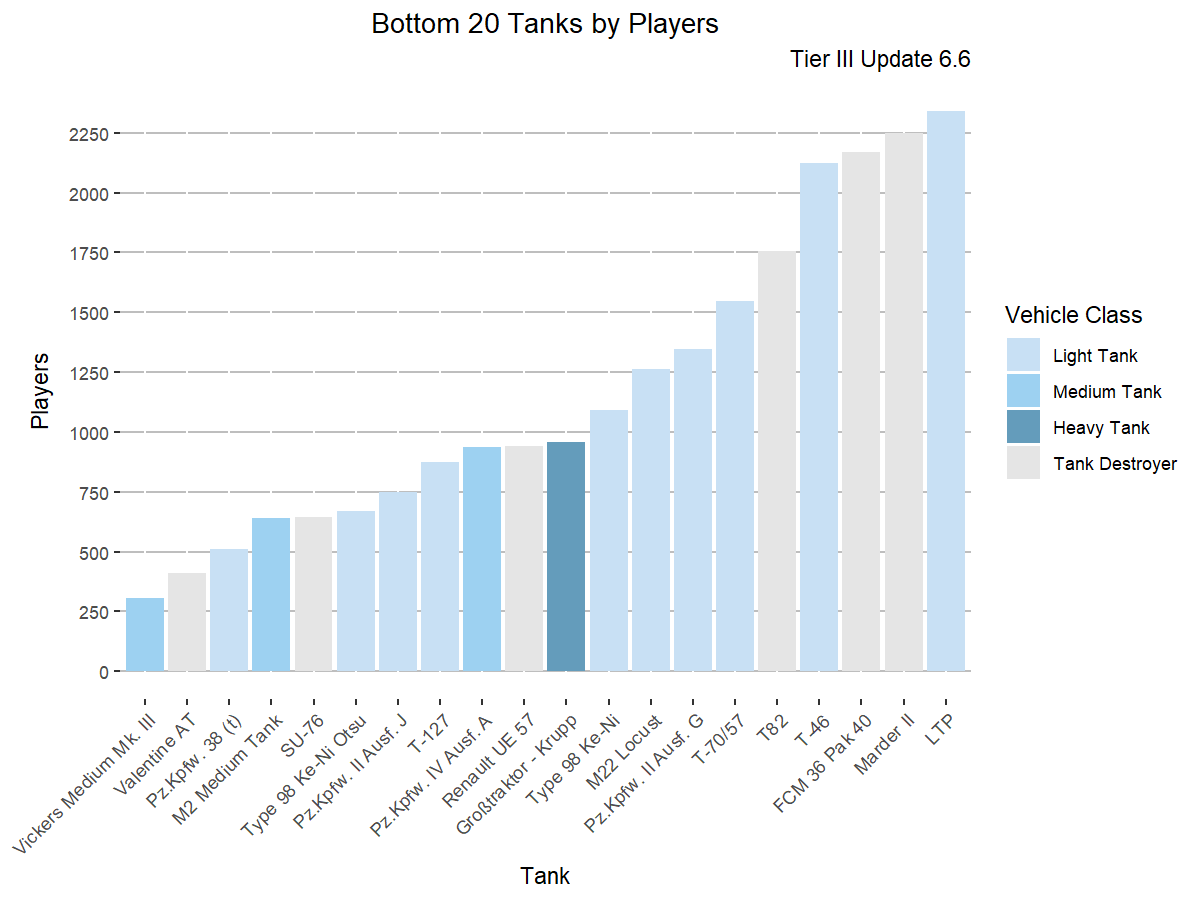 Bottom 20 Tanks by Players
Tier III Update 6.6
Players
2250
2000
1750
1500
1250
1000
750
500
250
0
Vickers Medium Mk. III
Valentine AT
Pz.Kpfw. 38 (t)
M2 Medium Tank
SU-76
Type 98 Ke-Ni Otsu
Pz.Kpfw. II Ausf. J
T-127
Pz.Kpfw. IV Ausf. A
Renault UE 57
Großtraktor - Krupp
Type 98 Ke-Ni
M22 Locust
Pz.Kpfw. II Ausf. G
T-70/57
T82
T-46
FCM 36 PaK 40
Marder II
LTP
Tank
Vehicle Class
Light Tank
Medium Tank
Heavy Tank
Tank Destroyer